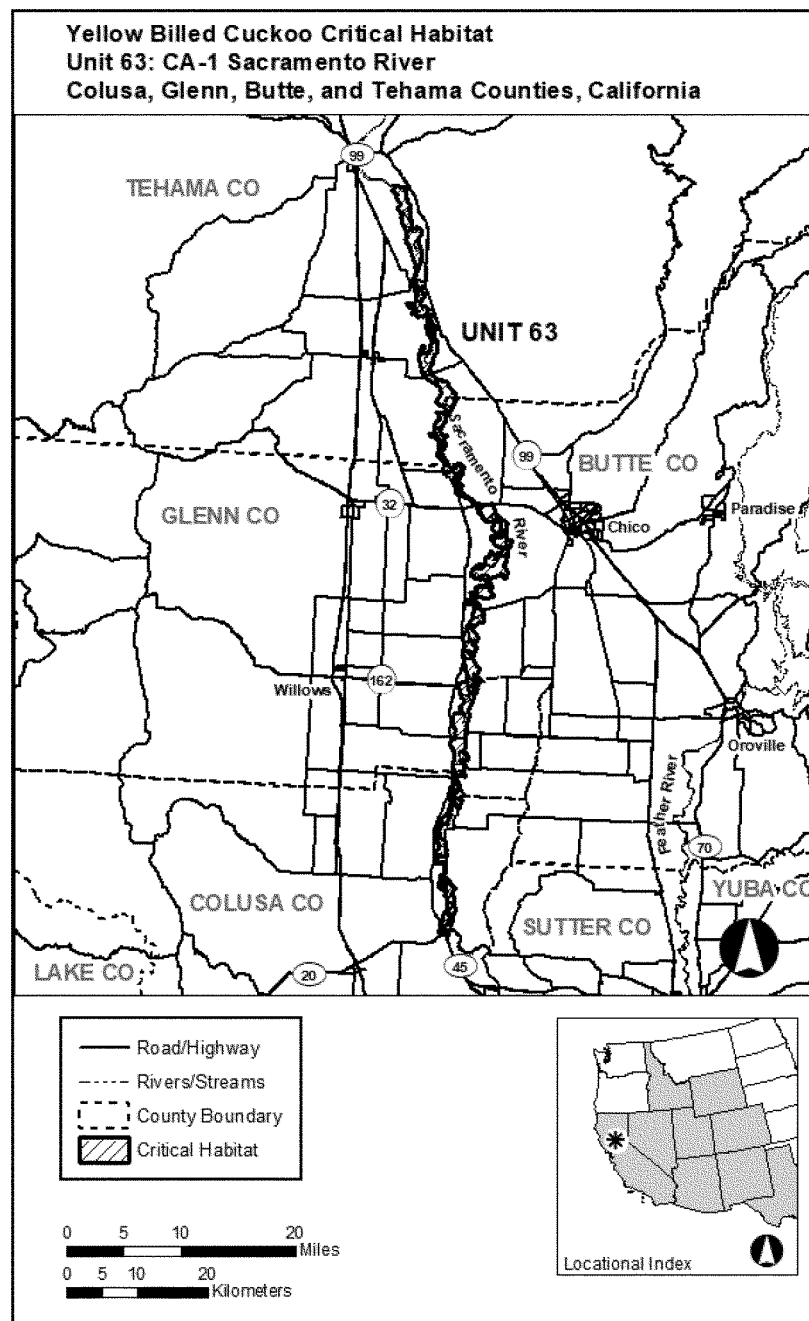 Yellow Billed Cuckoo Critical Habitat
Unit 63: CA-1 Sacramento River
Colusa, Glenn, Butte, and Tehama Counties, California
99
TEHAMA CO
UNIT 63
Sacramento
River
99
BUTTE CO
GLENN CO
32
Chico
Paradise
Willows
162
Oroville
Feather River
70
COLUSA CO
SUTTER CO
YUBA CO
LAKE CO
20
45
Road/Highway
Rivers/Streams
County Boundary
Critical Habitat
0 5 10 20
Miles
0 5 10 20
Kilometers
Locational Index